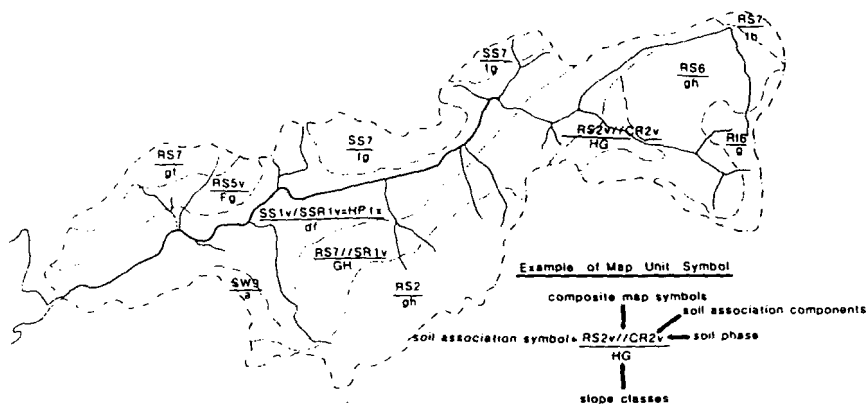 RS7
fb
SS7
fg
RS6
gh
RS2v//CR2v
HG
RI6
g
SS7
fg
RS7
gf
RS5v
Fg
SS1v/SSR1v=HP1x
df
RS7//SR1v
GH
RS2
gh
SW9
a
Example of Map Unit Symbol
composite map symbols
soil association components
soil association symbol
RS2v//CR2v
soil phase
HG
slope classes